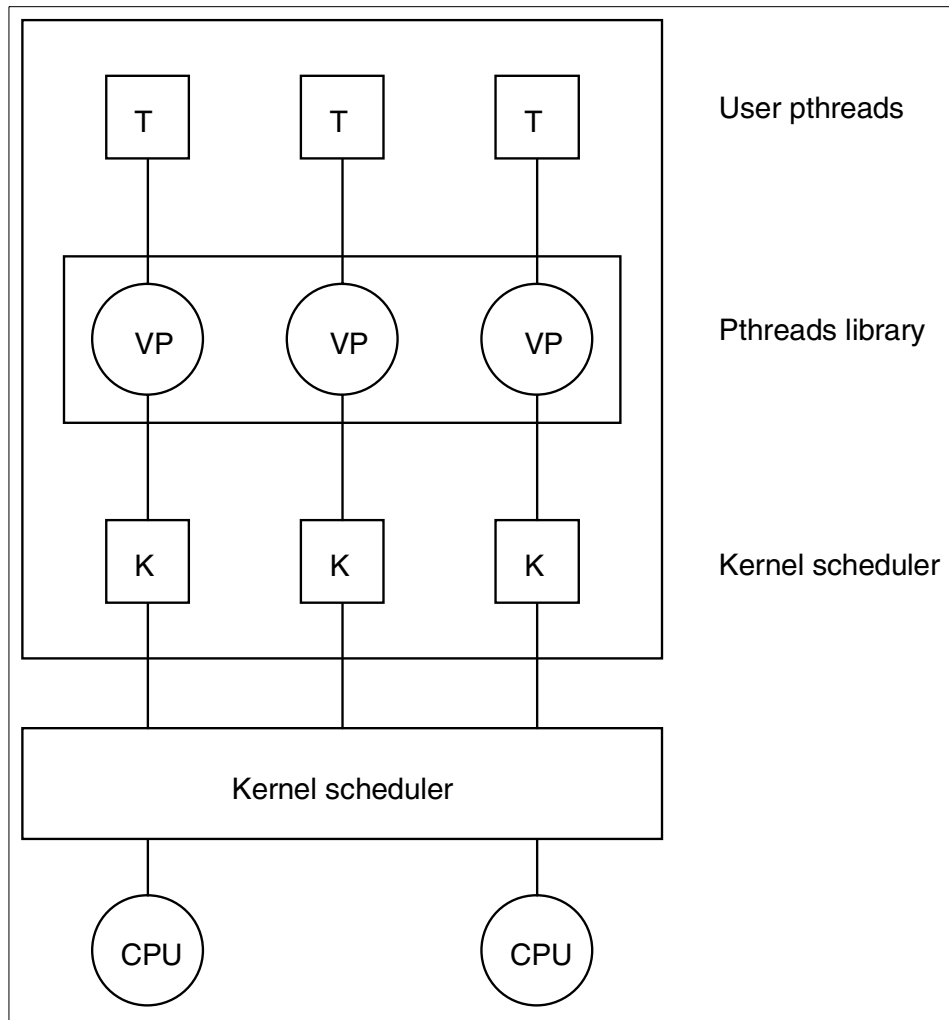 T T T User pthreads
VP VP VP Pthreads library
K K K Kernel scheduler
Kernel scheduler
CPU CPU